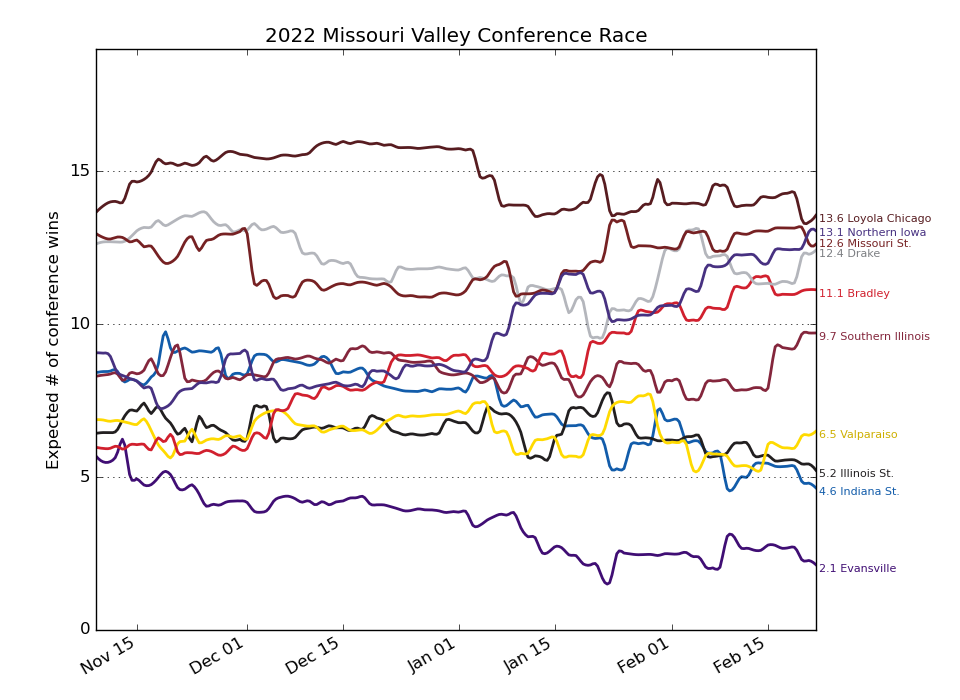 2022 Missouri Valley Conference Race
Expected # of conference wins
15
10
5
0
13.6 Loyola Chicago
13.1 Northern Iowa
12.6 Missouri St.
12.4 Drake
11.1 Bradley
9.7 Southern Illinois
6.5 Valparaiso
5.2 Illinois St.
4.6 Indiana St.
2.1 Evansville
Nov 15
Dec 01
Dec 15
Jan 01
Jan 15
Feb 01
Feb 15